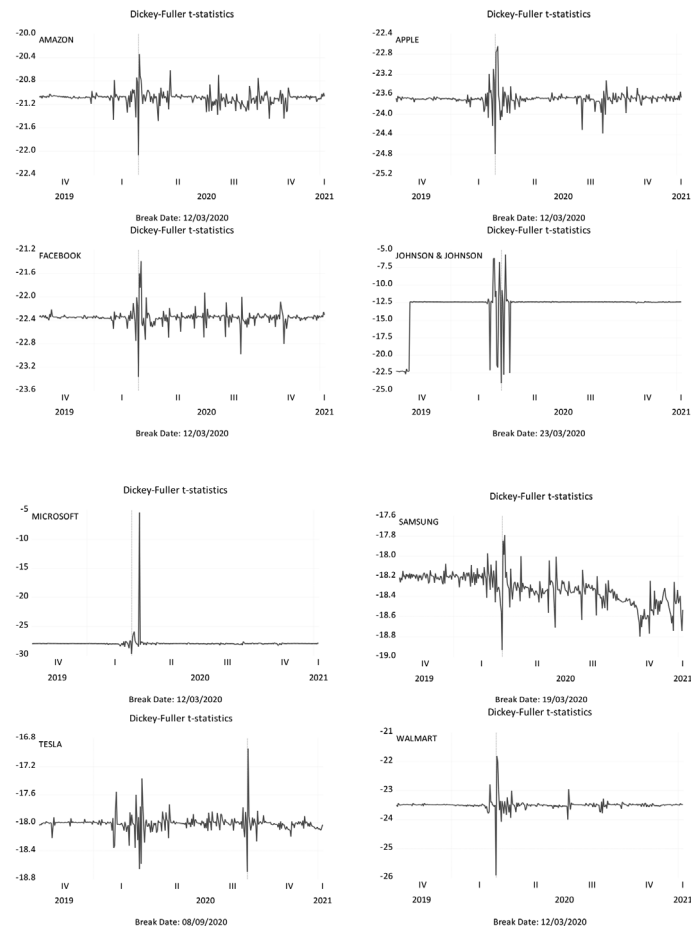 Dickey-Fuller t-statistics
AMAZON
-20.0
-20.4
-20.8
-21.2
-21.6
-22.0
-22.4
IV I II III IV I
2019 2020 2021
Break Date: 12/03/2020
Dickey-Fuller t-statistics
APPLE
-22.4
-22.8
-23.2
-23.6
-24.0
-24.4
-24.8
-25.2
IV I II III IV I
2019 2020 2021
Break Date: 12/03/2020
Dickey-Fuller t-statistics
FACEBOOK
-21.2
-21.6
-22.0
-22.4
-22.8
-23.2
-23.6
IV I II III IV I
2019 2020 2021
Break Date: 12/03/2020
Dickey-Fuller t-statistics
JOHNSON & JOHNSON
-5.0
-7.5
-10.0
-12.5
-15.0
-17.5
-20.0
-22.5
-25.0
IV I II III IV I
2019 2020 2021
Break Date: 23/03/2020
Dickey-Fuller t-statistics
MICROSOFT
-5
-10
-15
-20
-25
-30
IV I II III IV I
2019 2020 2021
Break Date: 12/03/2020
Dickey-Fuller t-statistics
SAMSUNG
-17.6
-17.8
-18.0
-18.2
-18.4
-18.6
-18.8
-19.0
IV I II III IV I
2019 2020 2021
Break Date: 19/03/2020
Dickey-Fuller t-statistics
TESLA
-16.8
-17.2
-17.6
-18.0
-18.4
-18.8
IV I II III IV I
2019 2020 2021
Break Date: 08/09/2020
Dickey-Fuller t-statistics
WALMART
-21
-22
-23
-24
-25
-26
IV I II III IV I
2019 2020 2021
Break Date: 12/03/2020